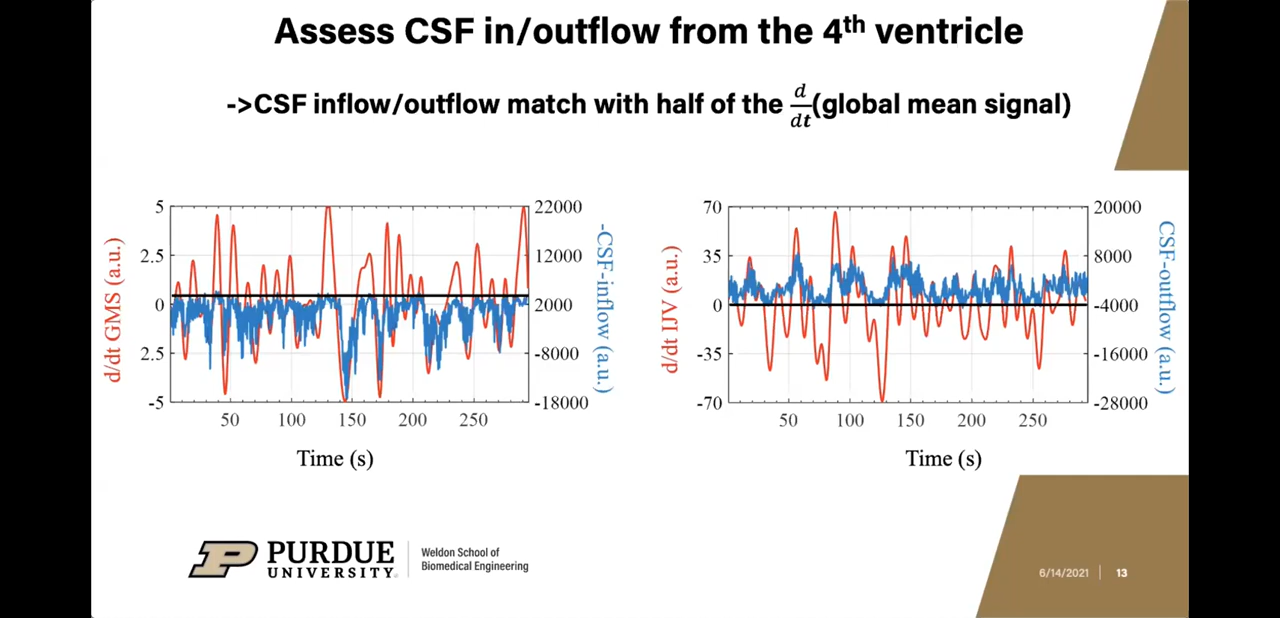 Assess CSF in/outflow from the 4th ventricle
->CSF inflow/outflow match with half of the d/dt(global mean signal)
5
2.5
0
2.5
-5
d/dt GMS (a.u.)
22000
12000
2000
-8000
-18000
-CSF-inflow (a.u.)
50 100 150 200 250
Time (s)
70
35
0
-35
-70
d/dt IJV (a.u.)
20000
8000
-4000
-16000
-28000
CSF-outflow (a.u.)
50 100 150 200 250
Time (s)
P PURDUE
UNIVERSITY
Weldon School of
Biomedical Engineering
6/14/2021 | 13